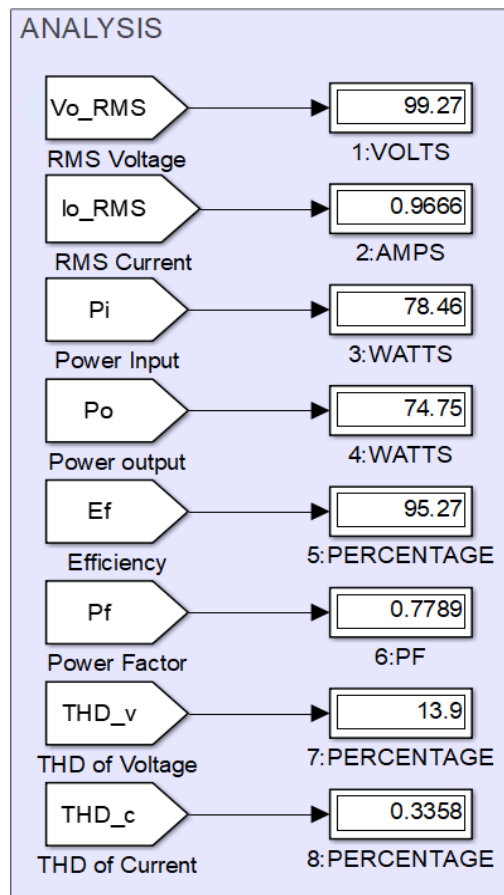 ANALYSIS
Vo_RMS
99.27
RMS Voltage
1:VOLTS
Io_RMS
0.9666
RMS Current
2:AMPS
Pi
78.46
Power Input
3:WATTS
Po
74.75
Power output
4:WATTS
Ef
95.27
Efficiency
5:PERCENTAGE
Pf
0.7789
Power Factor
6:PF
THD_v
13.9
THD of Voltage
7:PERCENTAGE
THD_c
0.3358
THD of Current
8:PERCENTAGE